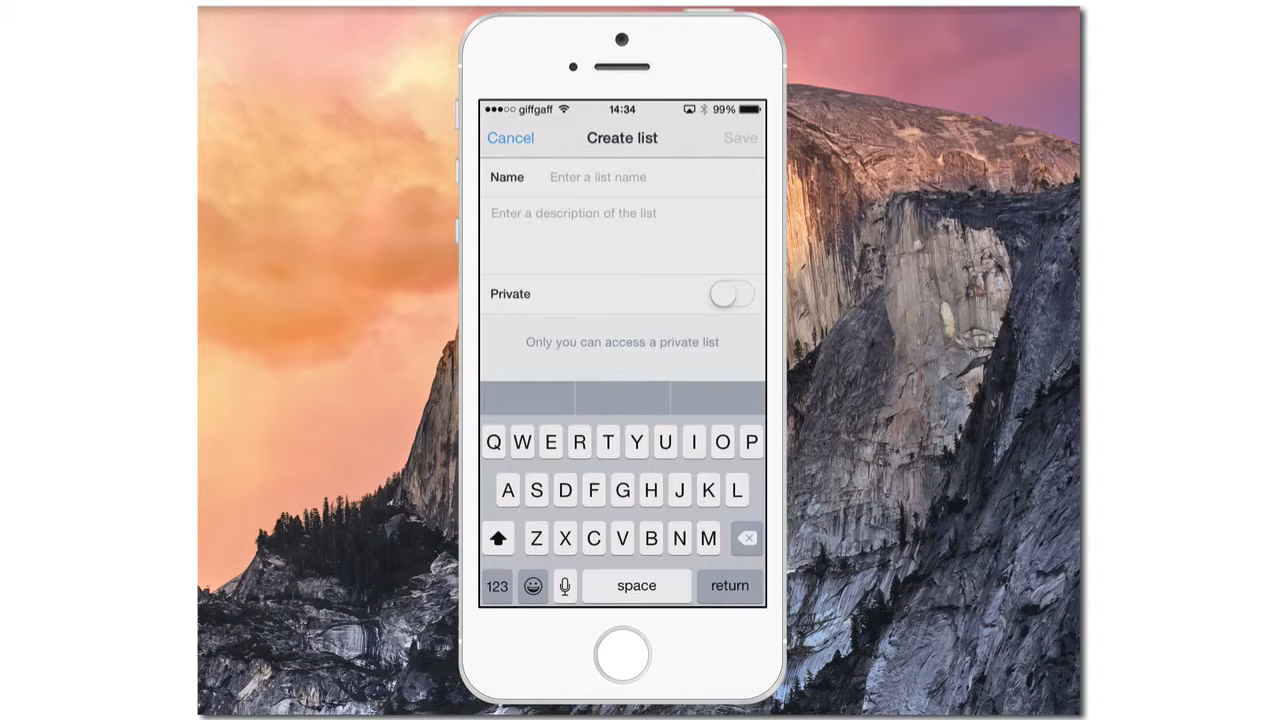 giffgaff 14:34 99%
Cancel Create list Save
Name Enter a list name
Enter a description of the list
Private
Only you can access a private list
Q W E R T Y U I O P
A S D F G H J K L
Z X C V B N M
123 space return